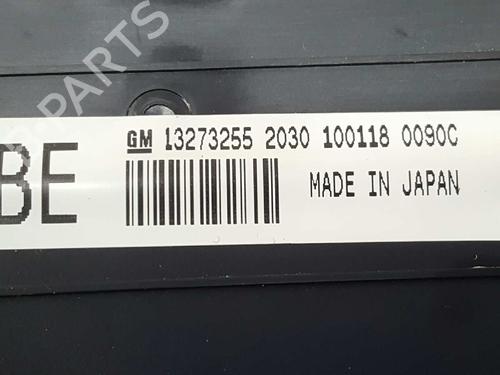 GM 13273255 2030 100118 0090C
BE
MADE IN JAPAN
B-PARTS